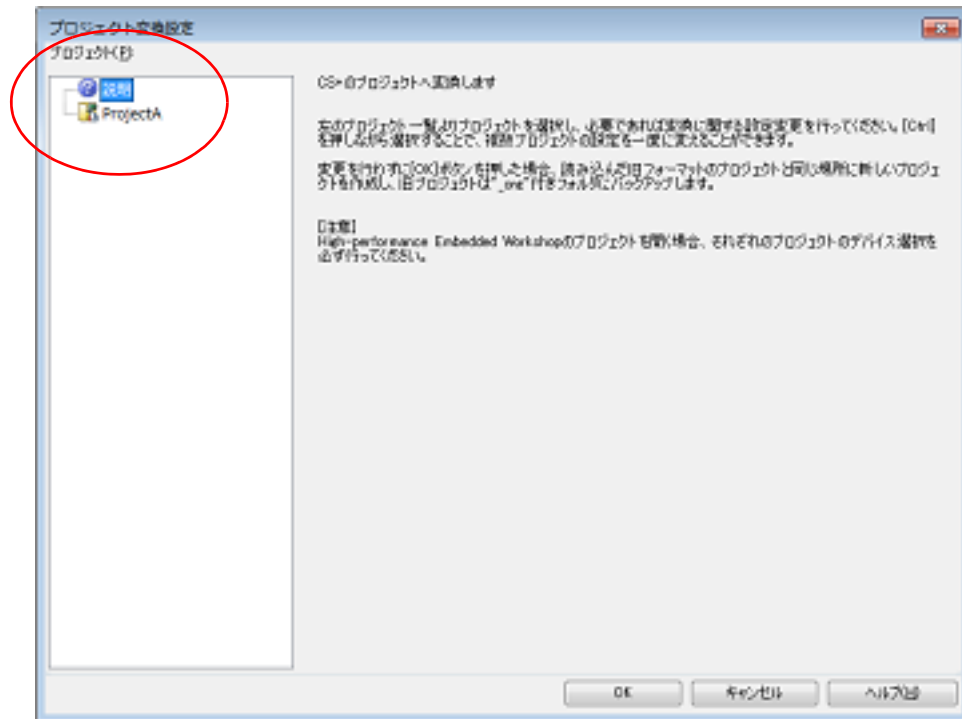 プロジェクト変換設定
プロジェクト(P):
説明
ProjectA
CS+のプロジェクトへ変換します
左のプロジェクト一覧よりプロジェクトを選択し、必要であれば変換に関する設定変更を行ってください。[Ctrl]
を押しながら選択することで、複数プロジェクトの設定を一度に変えることができます。
変更を行わずに[OK]ボタンを押した場合、読み込んだ旧フォーマットのプロジェクトと同じ場所に新しいプロジェ
クトを作成し、旧プロジェクトは"_org"付きフォルダにバックアップします。
【注意】
High-performance Embedded Workshopのプロジェクトを開く場合、それぞれのプロジェクトのデバイス選択を
必ず行ってください。
OK
キャンセル
ヘルプ(H)